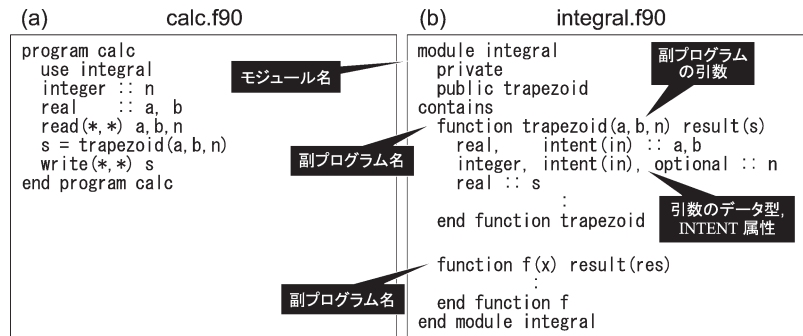 (a) calc.f90
program calc
use integral
integer :: n
real :: a, b
read(*,*) a,b,n
s = trapezoid(a,b,n)
write(*,*) s
end program calc
モジュール名
副プログラム名
副プログラム名
(b) integral.f90
module integral
private
public trapezoid
contains
function trapezoid(a,b,n) result(s)
real, intent(in) :: a,b
integer, intent(in), optional :: n
real :: s
:
end function trapezoid
function f(x) result(res)
:
end function f
end module integral
副プログラム
の引数
引数のデータ型,
INTENT 属性